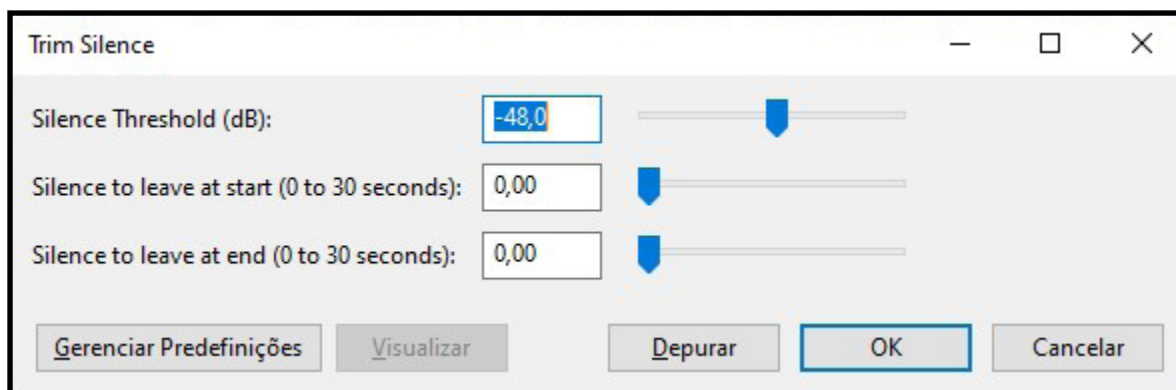 Trim Silence
Silence Threshold (dB): -48,0
Silence to leave at start (0 to 30 seconds): 0,00
Silence to leave at end (0 to 30 seconds): 0,00
Gerenciar Predefinições Visualizar Depurar OK Cancelar